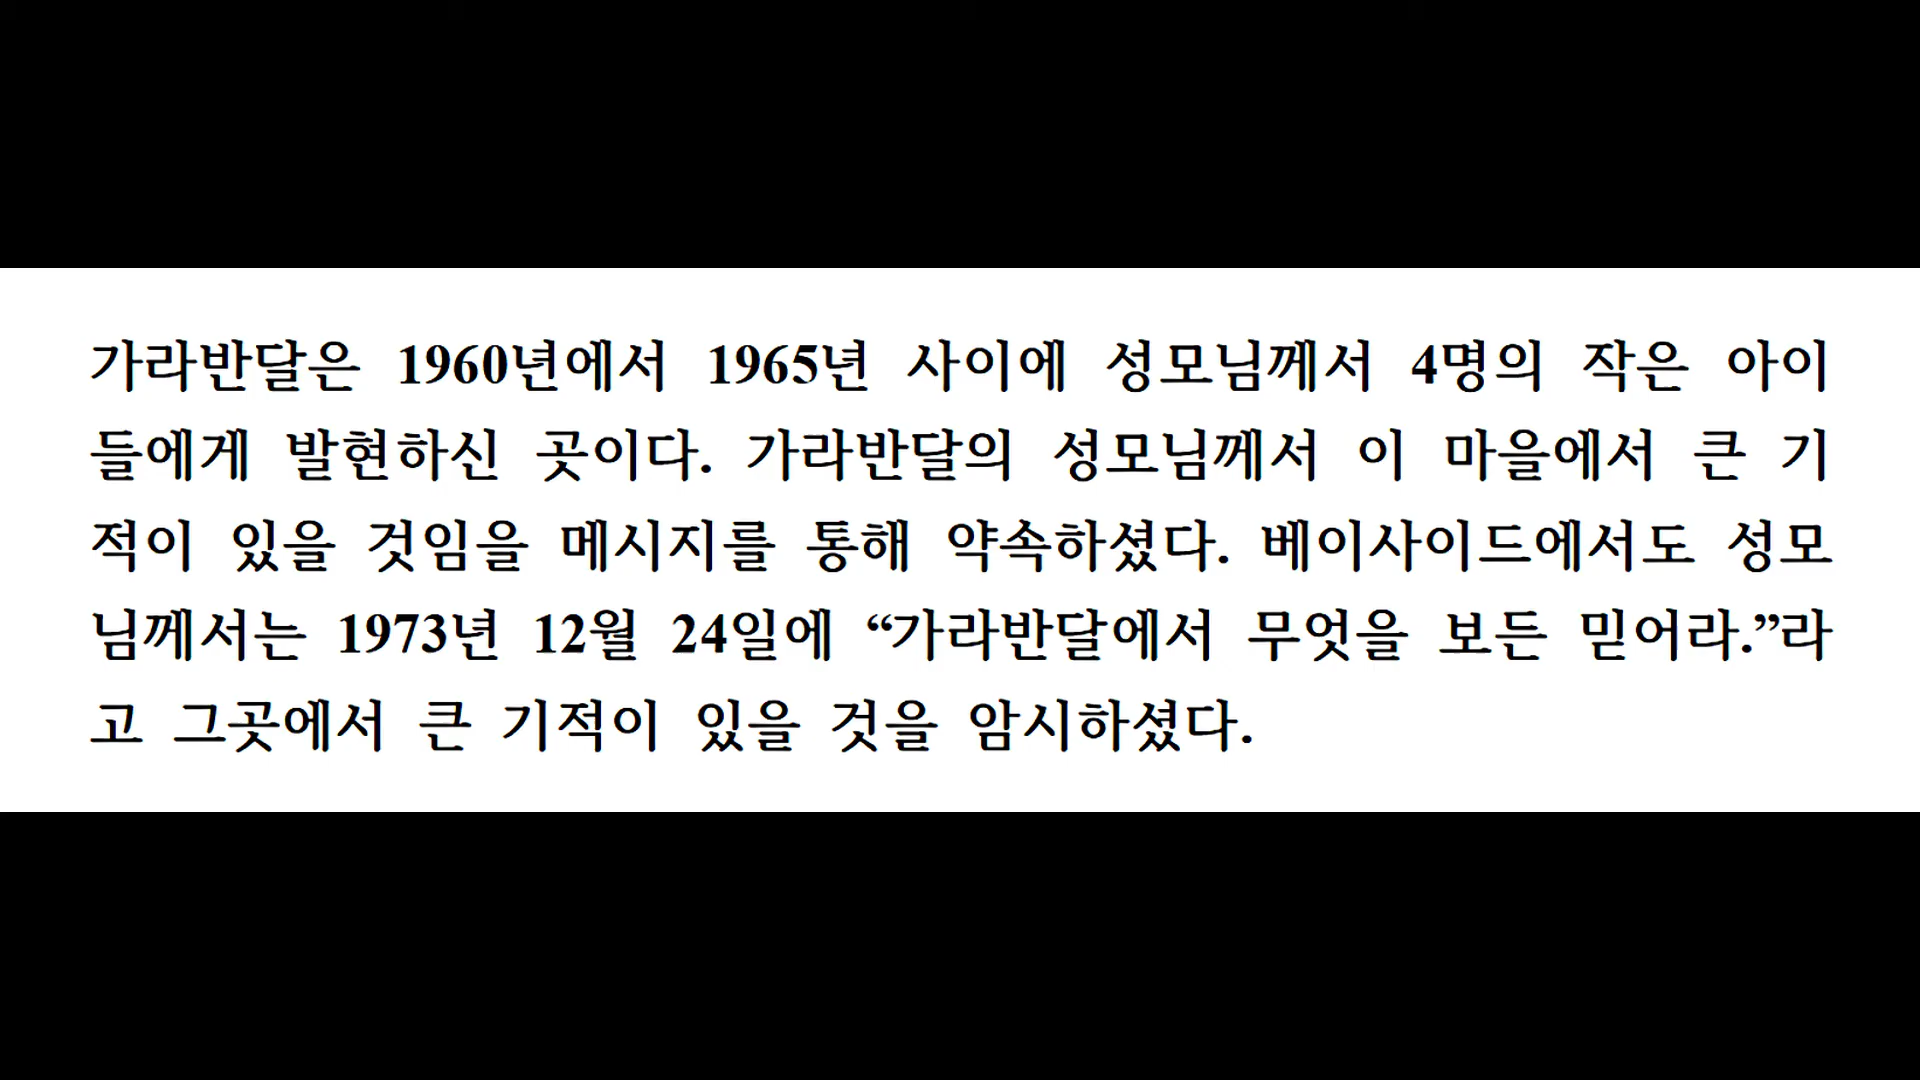 가라반달은 1960년에서 1965년 사이에 성모님께서 4명의 작은 아이
들에게 발현하신 곳이다. 가라반달의 성모님께서 이 마을에서 큰 기
적이 있을 것임을 메시지를 통해 약속하셨다. 베이사이드에서도 성모
님께서는 1973년 12월 24일에 “가라반달에서 무엇을 보든 믿어라.”라
고 그곳에서 큰 기적이 있을 것을 암시하셨다.